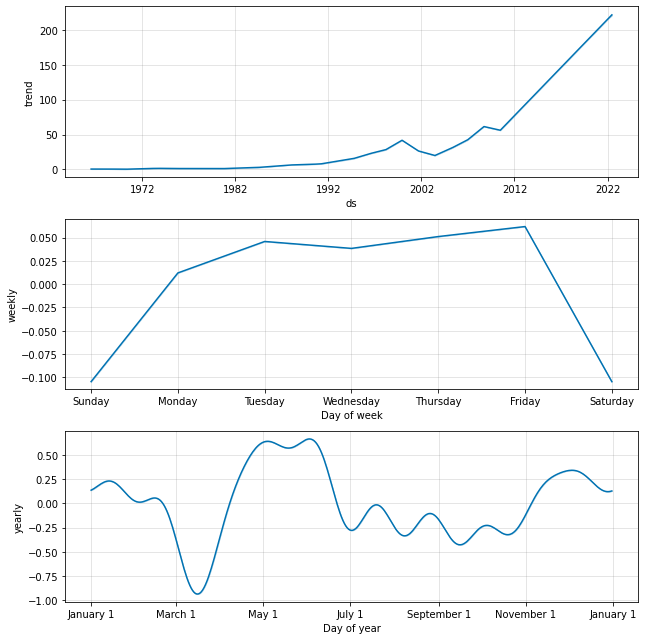 200
150
100
50
0
trend
1972
1982
1992
2002
2012
2022
ds
0.050
0.025
0.000
−0.025
−0.050
−0.075
−0.100
weekly
Sunday
Monday
Tuesday
Wednesday
Thursday
Friday
Saturday
Day of week
0.50
0.25
0.00
−0.25
−0.50
−0.75
−1.00
yearly
January 1
March 1
May 1
July 1
September 1
November 1
January 1
Day of year